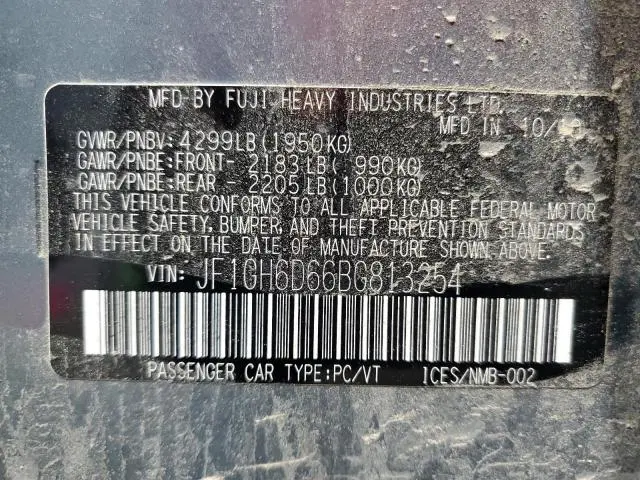 MFD BY FUJI HEAVY INDUSTRIES LTD.
MFD IN 10/10
GVWR/PNBV: 4299LB(1950KG)
GAWR/PNBE:FRONT- 2183LB( 990KG)
GAWR/PNBE:REAR - 2205LB(1000KG)
THIS VEHICLE CONFORMS TO ALL APPLICABLE FEDERAL MOTOR
VEHICLE SAFETY, BUMPER, AND THEFT PREVENTION STANDARDS
IN EFFECT ON THE DATE OF MANUFACTURE SHOWN ABOVE.
VIN: JF1GH6D66BG813254
PASSENGER CAR TYPE:PC/VT ICES/NMB-002